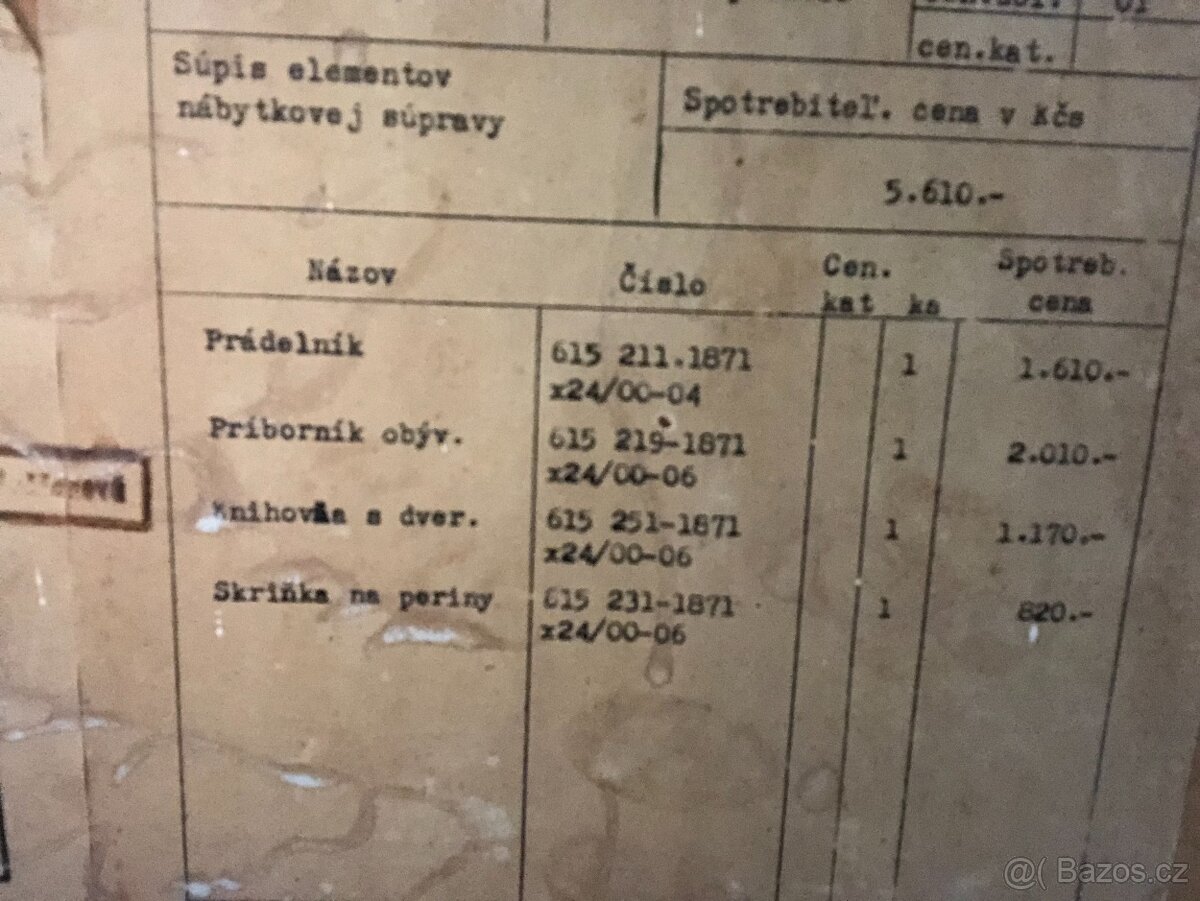 cen.kat.
Súpis elementov
nábytkovej súpravy
Spotrebiteľ. cena v Kčs
5.610.-
Názov Číslo Cen. kat ks Spotreb. cena
Prádelník 615 211.1871 1 1.610.-
x24/00-04
Príborník obýv. 615 219-1871 1 2.010.-
x24/00-06
Knihovňa s dver. 615 251-1871 1 1.170.-
x24/00-06
Skriňka na periny 615 231-1871 1 820.-
x24/00-06
@( Bazos.cz